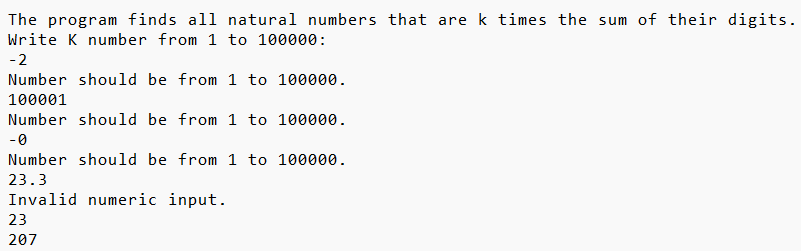 The program finds all natural numbers that are k times the sum of their digits.
Write K number from 1 to 100000:
-2
Number should be from 1 to 100000.
100001
Number should be from 1 to 100000.
-0
Number should be from 1 to 100000.
23.3
Invalid numeric input.
23
207